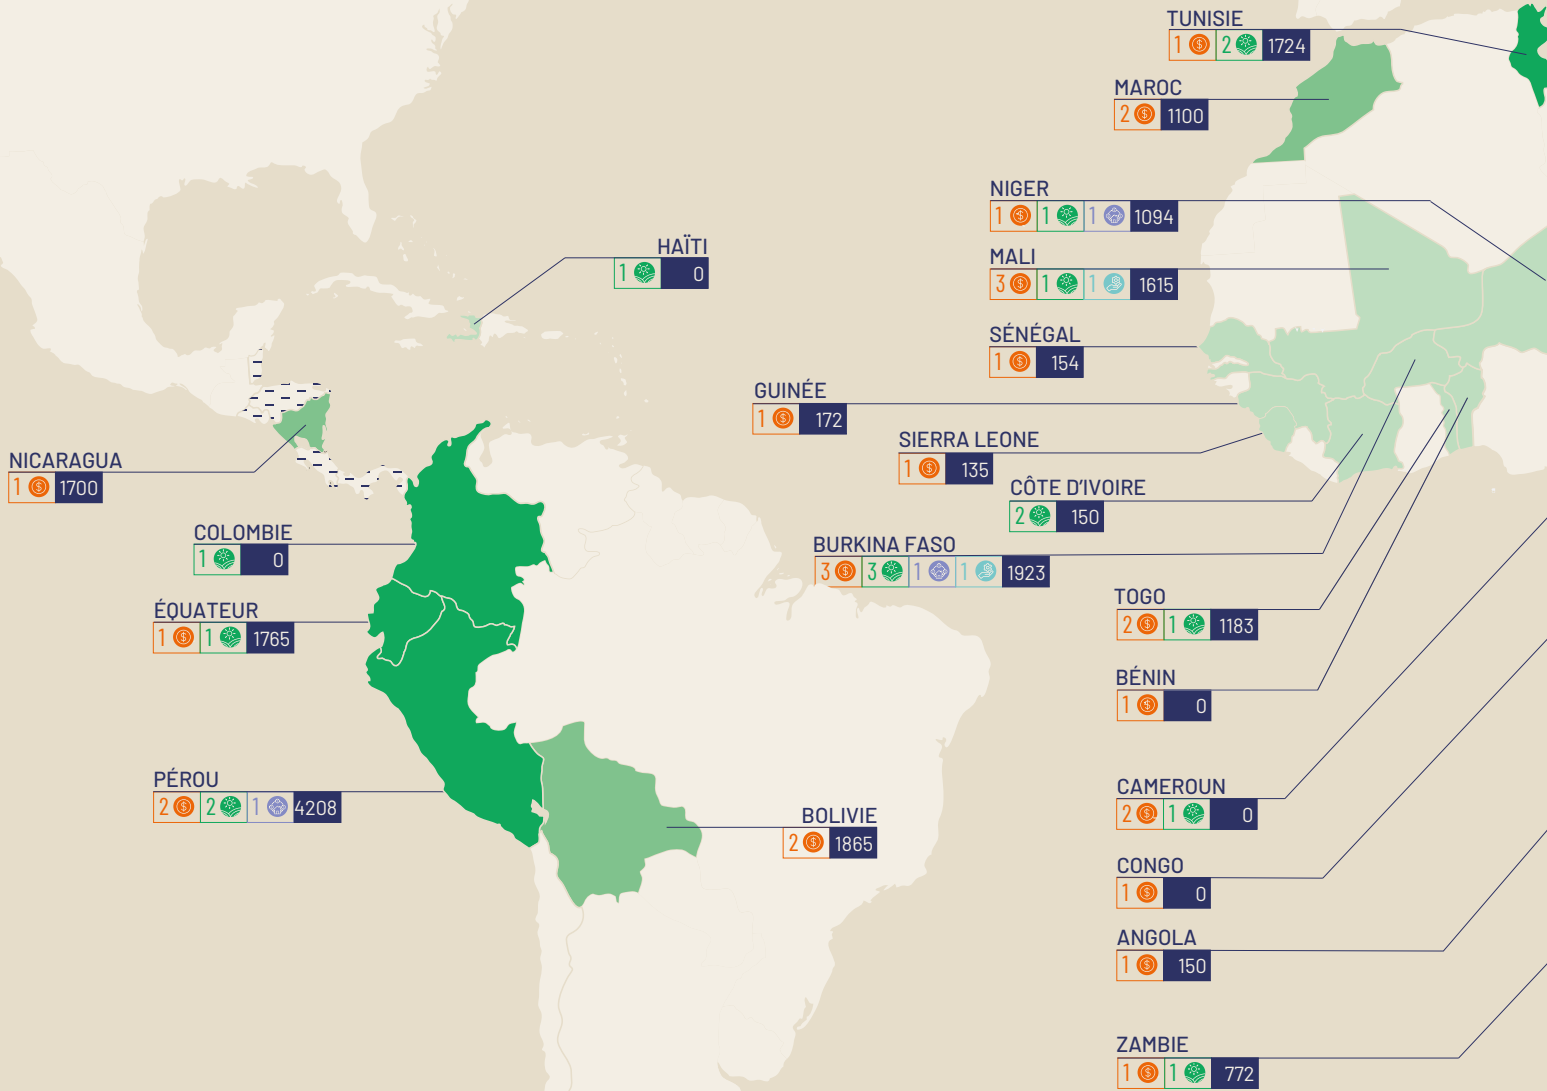 TUNISIE
1 2 1724
MAROC
2 1100
NIGER
1 1 1 1094
MALI
3 1 1 1615
SÉNÉGAL
1 154
GUINÉE
1 172
SIERRA LEONE
1 135
CÔTE D'IVOIRE
2 150
BURKINA FASO
3 3 1 1 1923
TOGO
2 1 1183
BÉNIN
1 0
CAMEROUN
2 1 0
CONGO
1 0
ANGOLA
1 150
ZAMBIE
1 1 772
HAÏTI
1 0
NICARAGUA
1 1700
COLOMBIE
1 0
ÉQUATEUR
1 1 1765
PÉROU
2 2 1 4208
BOLIVIE
2 1865